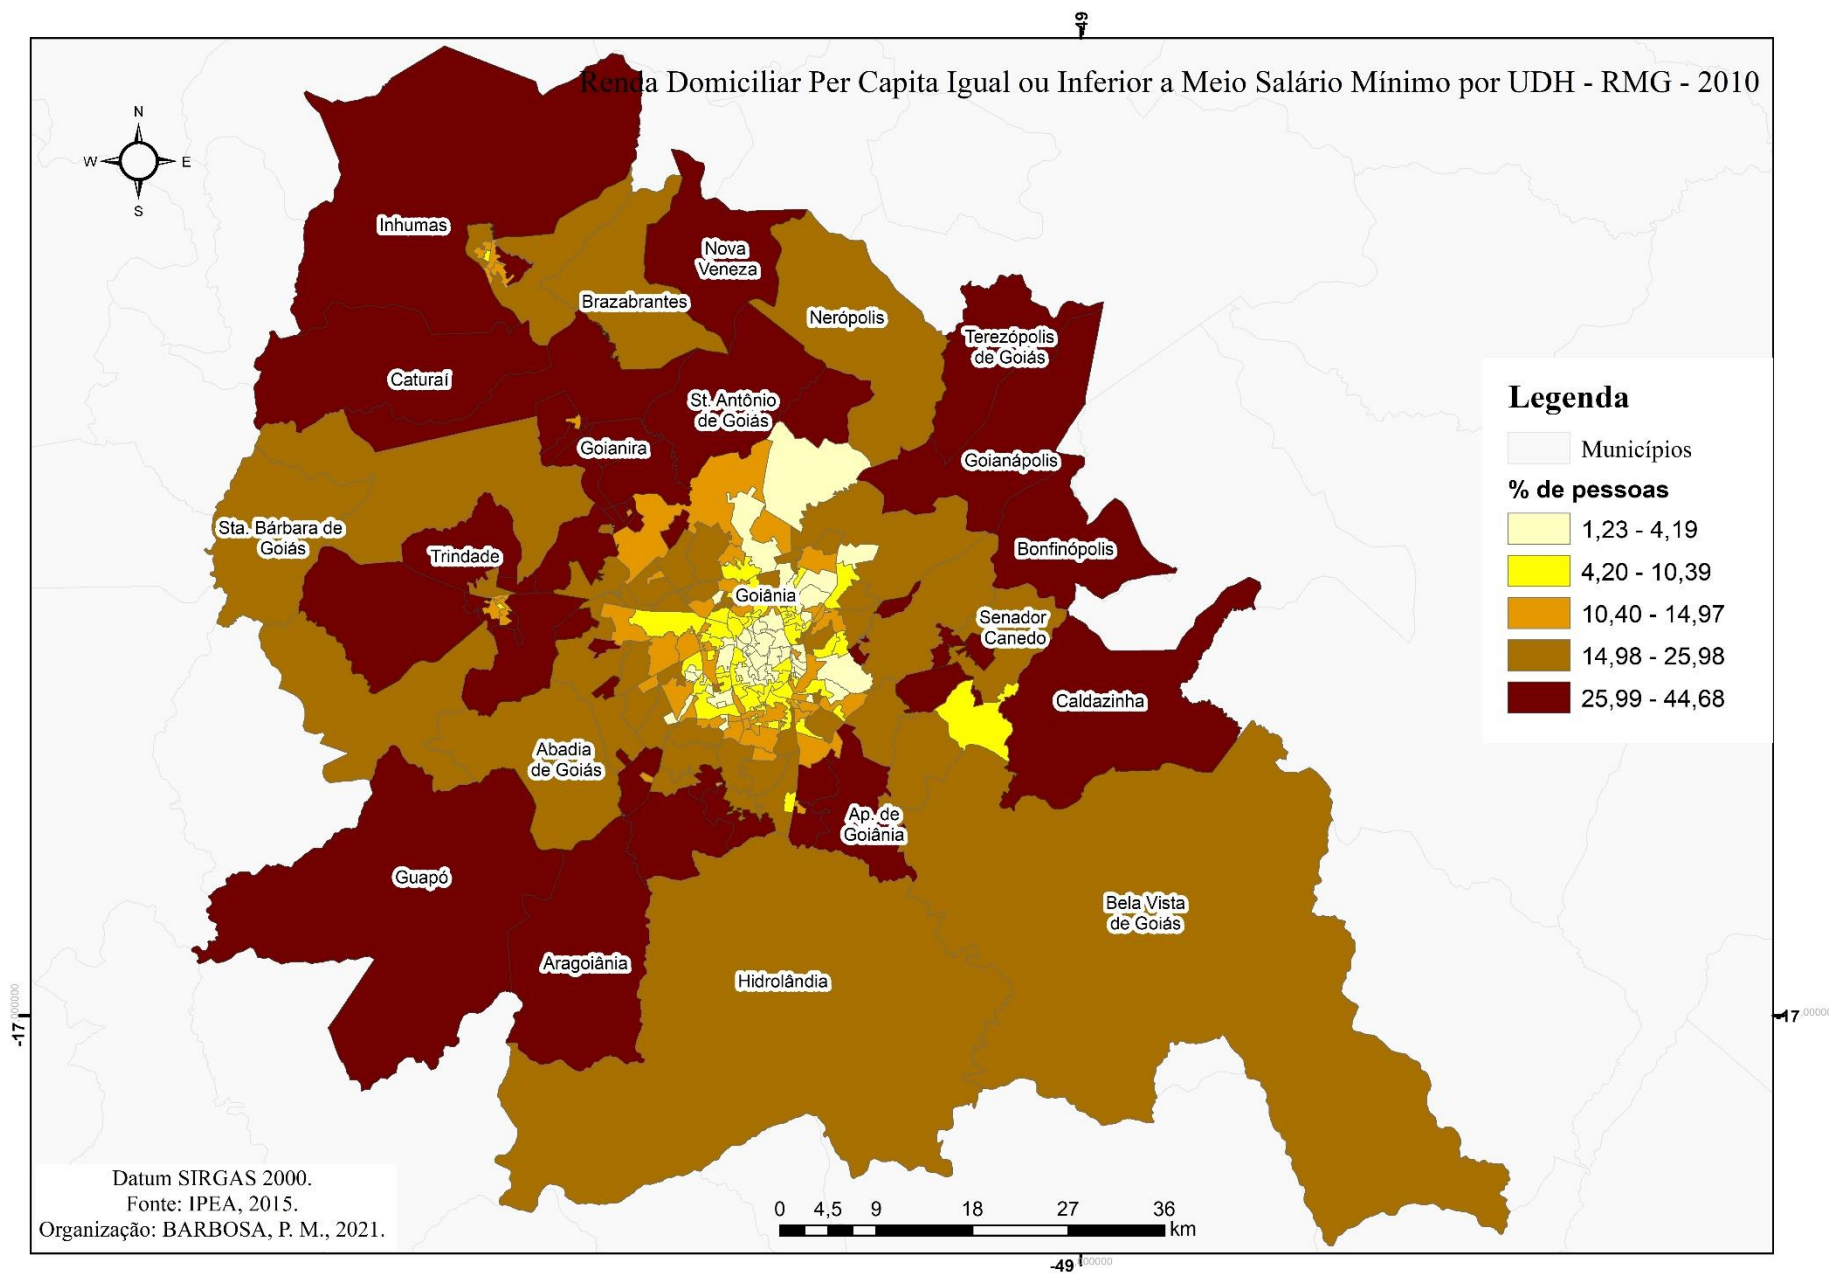 49
Renda Domiciliar Per Capita Igual ou Inferior a Meio Salário Mínimo por UDH - RMG - 2010
N
W
E
S
Inhumas
Nova
Veneza
Brazabrantes
Nerópolis
Terezópolis
de Goiás
Caturaí
St. Antônio
de Goiás
Goianira
Goianápolis
Sta. Bárbara de
Goiás
Trindade
Bonfinópolis
Goiânia
Senador
Canedo
Caldazinha
Abadia
de Goiás
Ap. de
Goiânia
Guapó
Bela Vista
de Goiás
Aragoiânia
Hidrolândia
Legenda
Municípios
% de pessoas
1,23 - 4,19
4,20 - 10,39
10,40 - 14,97
14,98 - 25,98
25,99 - 44,68
-17
-17
Datum SIRGAS 2000.
Fonte: IPEA, 2015.
Organização: BARBOSA, P. M., 2021.
0 4,5 9 18 27 36
km
-49